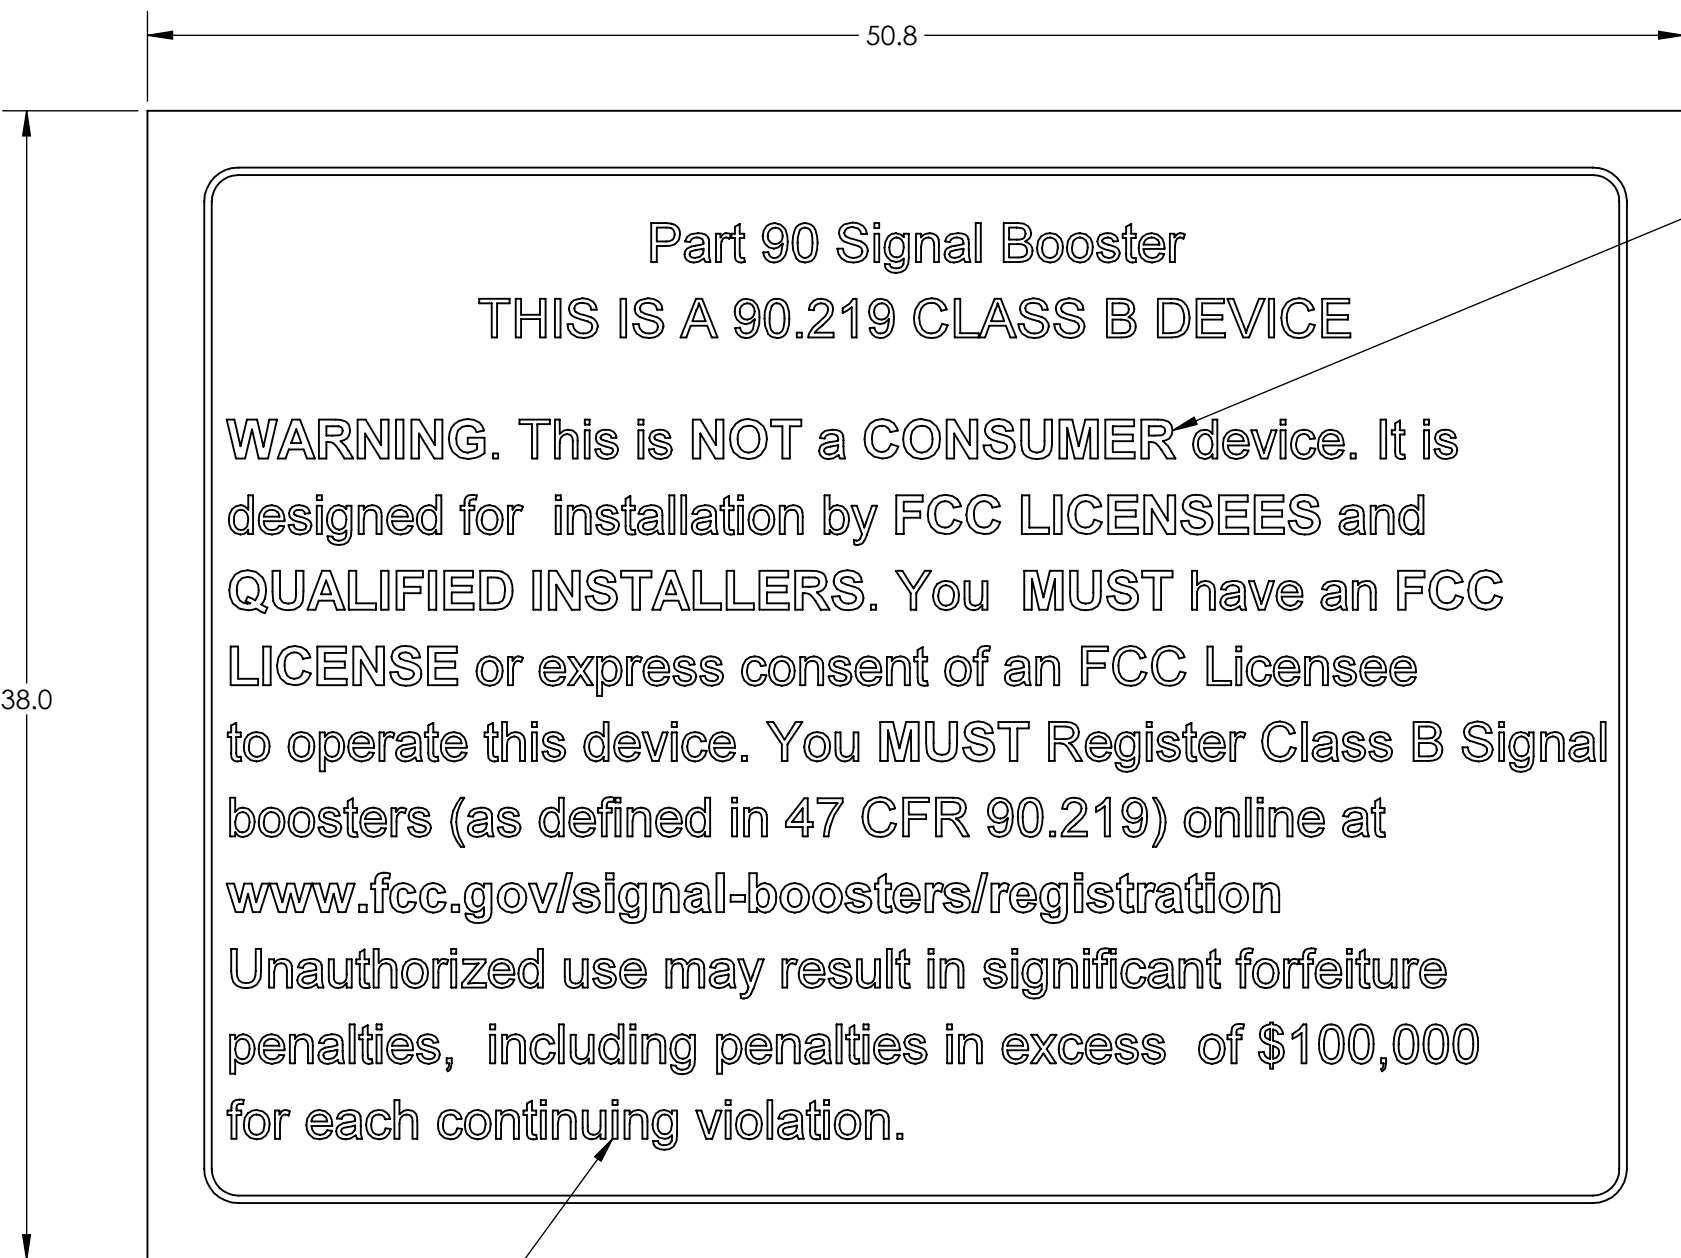 50.8
38.0
Part 90 Signal Booster
THIS IS A 90.219 CLASS B DEVICE
WARNING. This is NOT a CONSUMER device. It is
designed for  installation by FCC LICENSEES and
QUALIFIED INSTALLERS. You  MUST have an FCC
LICENSE or express consent of an FCC Licensee
to operate this device. You MUST Register Class B Signal
boosters (as defined in 47 CFR 90.219) online at
www.fcc.gov/signal-boosters/registration
Unauthorized use may result in significant forfeiture
penalties,  including penalties in excess  of $100,000
for each continuing violation.